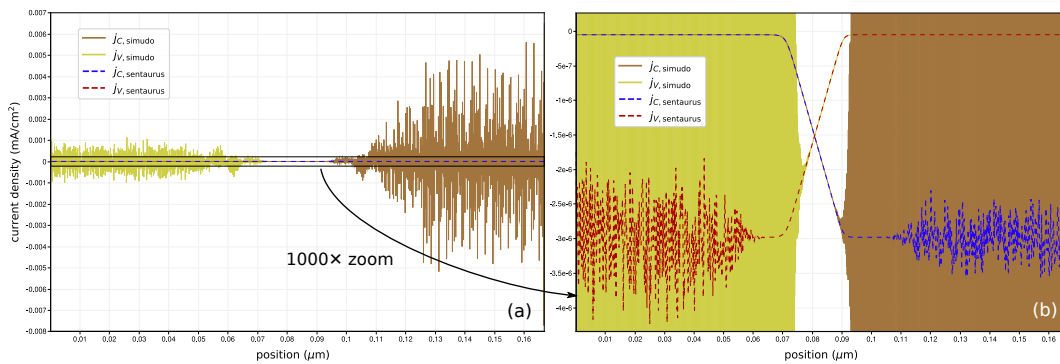 0.007
0.006
0.005
0.004
0.003
0.002
0.001
0
-0.001
-0.002
-0.003
-0.004
-0.005
-0.006
-0.007
-0.008
current density (mA/cm²)
j_C, simudo
j_V, simudo
j_C, sentaurus
j_V, sentaurus
1000× zoom
(a)
0.01 0.02 0.03 0.04 0.05 0.06 0.07 0.08 0.09 0.10 0.11 0.12 0.13 0.14 0.15 0.16
position (μm)
0
-5e-7
-1e-6
-1.5e-6
-2e-6
-2.5e-6
-3e-6
-3.5e-6
-4e-6
j_C, simudo
j_V, simudo
j_C, sentaurus
j_V, sentaurus
(b)
0.01 0.02 0.03 0.04 0.05 0.06 0.07 0.08 0.09 0.1 0.11 0.12 0.13 0.14 0.15 0.16
position (μm)